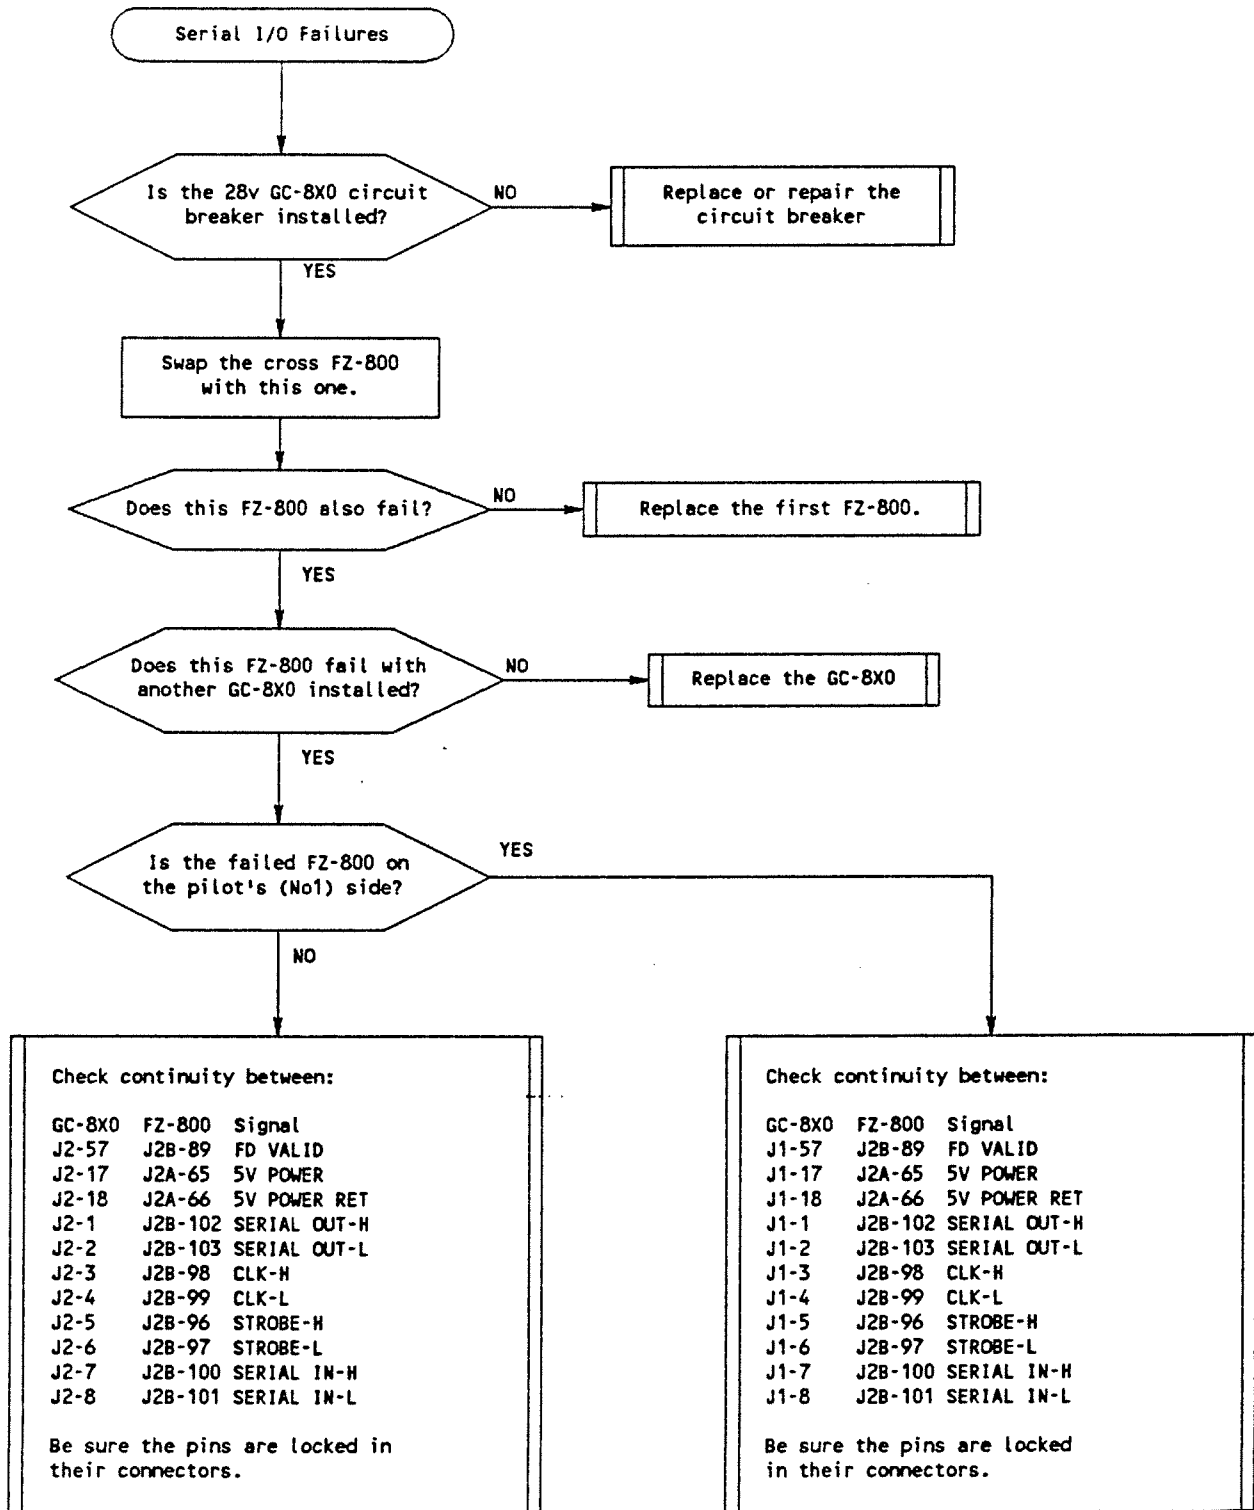 Serial I/O Failures
Is the 28v GC-8X0 circuit
breaker installed?
NO
Replace or repair the
circuit breaker
YES
Swap the cross FZ-800
with this one.
Does this FZ-800 also fail?
NO
Replace the first FZ-800.
YES
Does this FZ-800 fail with
another GC-8X0 installed?
NO
Replace the GC-8X0
YES
Is the failed FZ-800 on
the pilot's (No1) side?
YES
NO
Check continuity between:
GC-8X0 FZ-800 Signal
J2-57 J2B-89 FD VALID
J2-17 J2A-65 5V POWER
J2-18 J2A-66 5V POWER RET
J2-1 J2B-102 SERIAL OUT-H
J2-2 J2B-103 SERIAL OUT-L
J2-3 J2B-98 CLK-H
J2-4 J2B-99 CLK-L
J2-5 J2B-96 STROBE-H
J2-6 J2B-97 STROBE-L
J2-7 J2B-100 SERIAL IN-H
J2-8 J2B-101 SERIAL IN-L
Be sure the pins are locked in
their connectors.
Check continuity between:
GC-8X0 FZ-800 Signal
J1-57 J2B-89 FD VALID
J1-17 J2A-65 5V POWER
J1-18 J2A-66 5V POWER RET
J1-1 J2B-102 SERIAL OUT-H
J1-2 J2B-103 SERIAL OUT-L
J1-3 J2B-98 CLK-H
J1-4 J2B-99 CLK-L
J1-5 J2B-96 STROBE-H
J1-6 J2B-97 STROBE-L
J1-7 J2B-100 SERIAL IN-H
J1-8 J2B-101 SERIAL IN-L
Be sure the pins are locked
in their connectors.